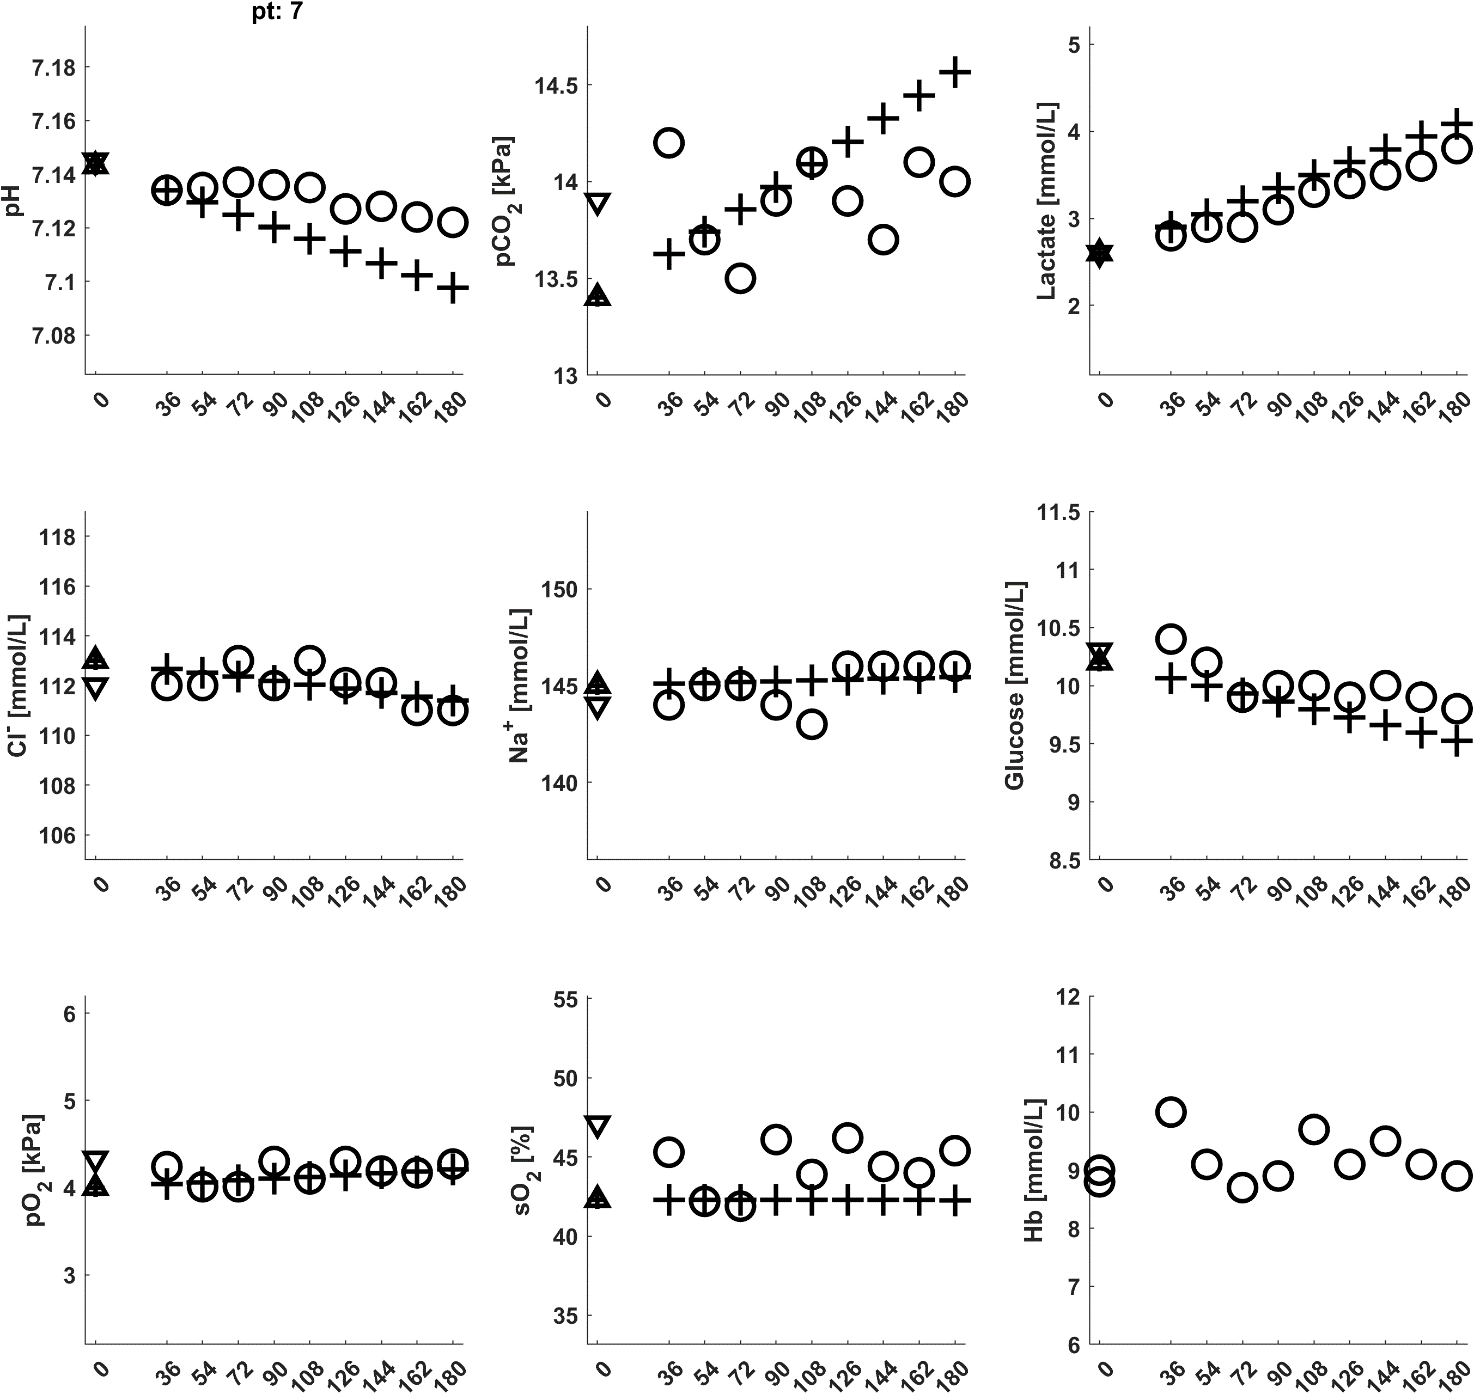 pt: 7
pH
7.18
7.16
7.14
7.12
7.1
7.08
0 36 54 72 90 108 126 144 162 180
pCO2 [kPa]
14.5
14
13.5
13
0 36 54 72 90 108 126 144 162 180
Lactate [mmol/L]
5
4
3
2
0 36 54 72 90 108 126 144 162 180
Cl- [mmol/L]
118
116
114
112
110
108
106
0 36 54 72 90 108 126 144 162 180
Na+ [mmol/L]
150
145
140
0 36 54 72 90 108 126 144 162 180
Glucose [mmol/L]
11.5
11
10.5
10
9.5
9
8.5
0 36 54 72 90 108 126 144 162 180
pO2 [kPa]
6
5
4
3
0 36 54 72 90 108 126 144 162 180
sO2 [%]
55
50
45
40
35
0 36 54 72 90 108 126 144 162 180
Hb [mmol/L]
12
11
10
9
8
7
6
0 36 54 72 90 108 126 144 162 180